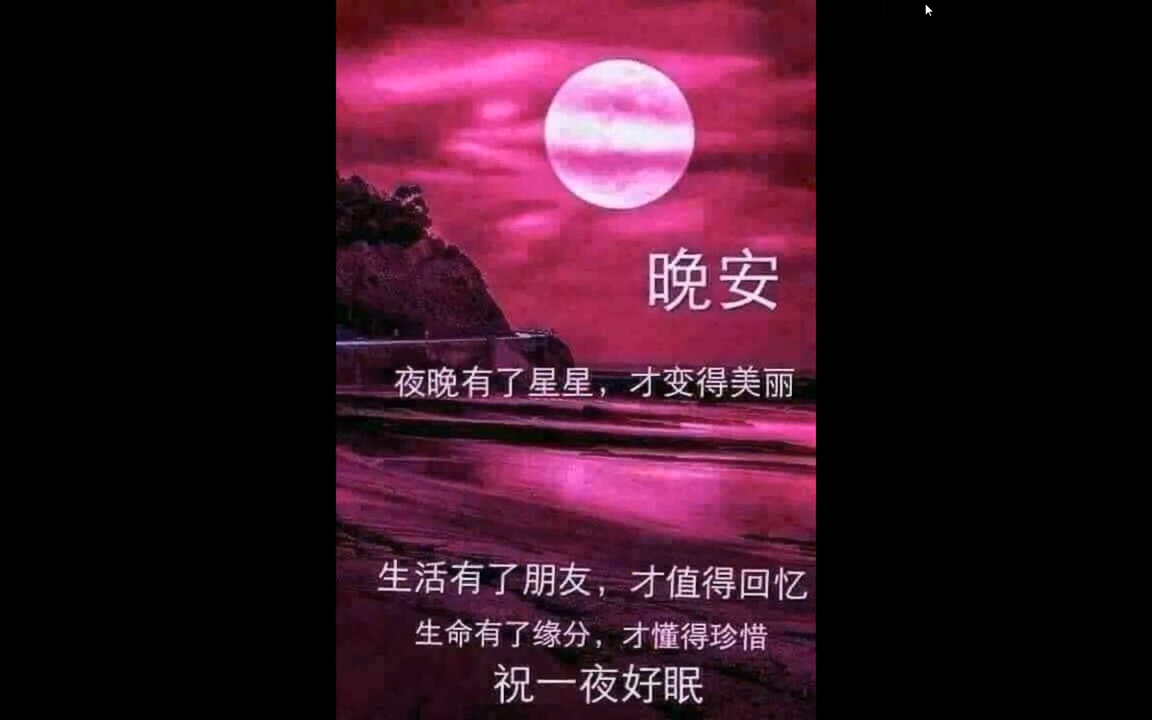 晚安
夜晚有了星星，才变得美丽
生活有了朋友，才值得回忆
生命有了缘分，才懂得珍惜
祝一夜好眠